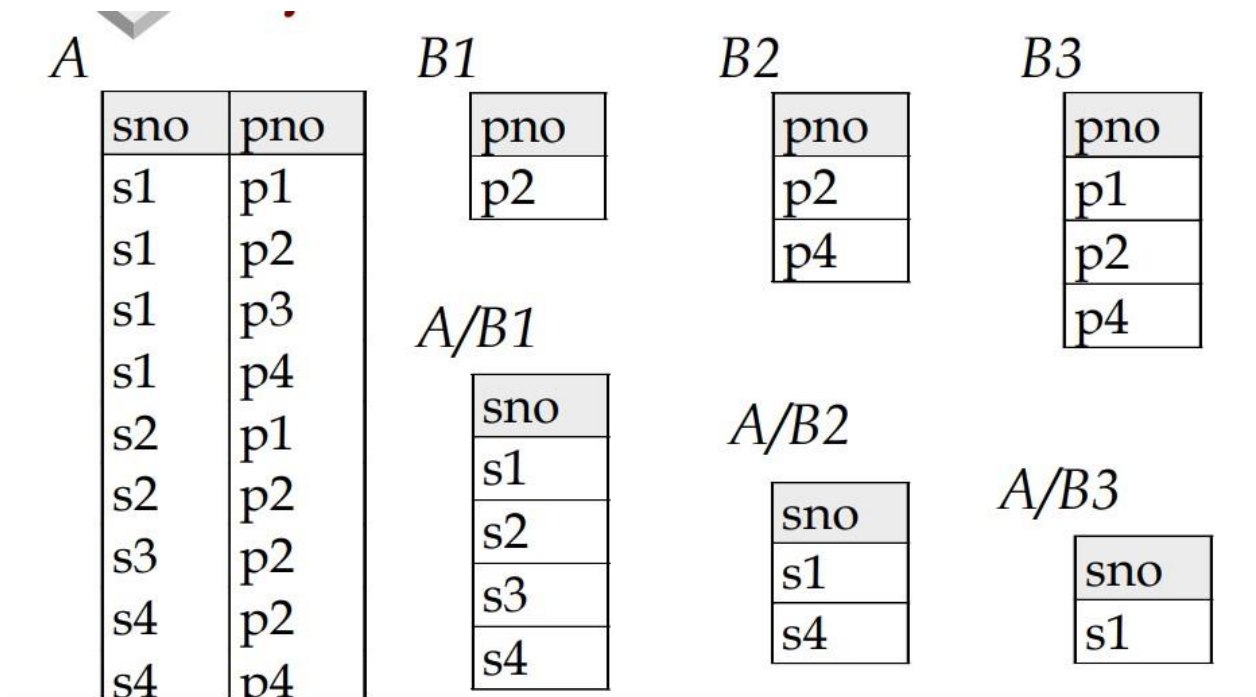 A
sno pno
s1 p1
s1 p2
s1 p3
s1 p4
s2 p1
s2 p2
s3 p2
s4 p2
s4 p4
B1
pno
p2
A/B1
sno
s1
s2
s3
s4
B2
pno
p2
p4
A/B2
sno
s1
s4
B3
pno
p1
p2
p4
A/B3
sno
s1